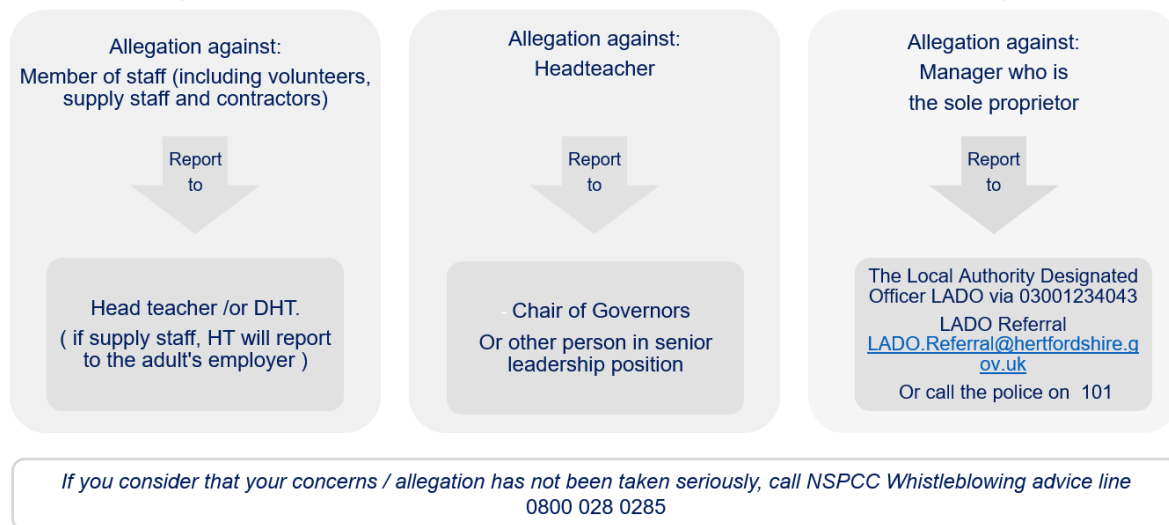 Allegation against:
Member of staff (including volunteers,
supply staff and contractors)
Report
to
Head teacher /or DHT.
( if supply staff, HT will report
to the adult's employer )
Allegation against:
Headteacher
Report
to
- Chair of Governors
Or other person in senior
leadership position
Allegation against:
Manager who is
the sole proprietor
Report
to
The Local Authority Designated
Officer LADO via 03001234043
LADO Referral
LADO.Referral@hertfordshire.g
ov.uk
Or call the police on 101
If you consider that your concerns / allegation has not been taken seriously, call NSPCC Whistleblowing advice line
0800 028 0285